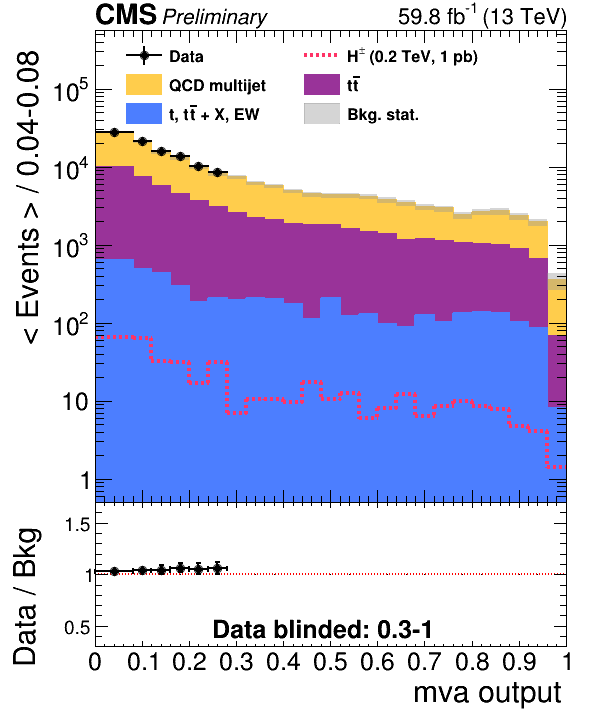 CMS Preliminary 59.8 fb⁻¹ (13 TeV)
Data H± (0.2 TeV, 1 pb)
QCD multijet tt̅
t, tt̅ + X, EW Bkg. stat.
< Events > / 0.04-0.08
10⁵
10⁴
10³
10²
10
1
Data / Bkg
1.5
1
0.5
Data blinded: 0.3-1
0 0.1 0.2 0.3 0.4 0.5 0.6 0.7 0.8 0.9 1
mva output